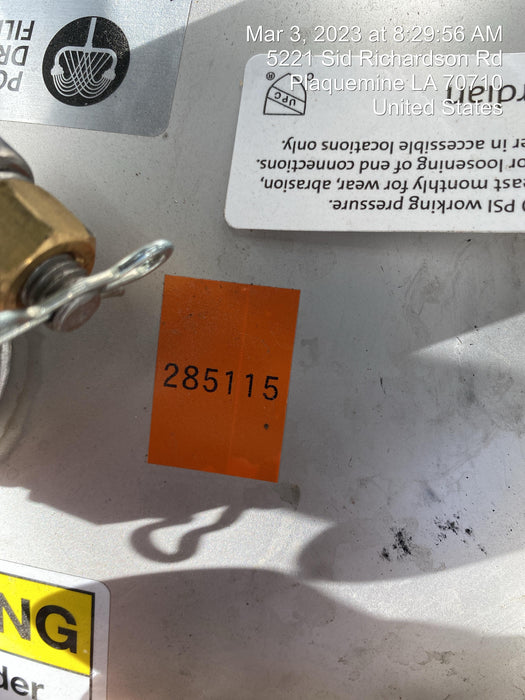 Mar 3, 2023 at 8:29:56 AM
5221 Sid Richardson Rd
Plaquemine LA 70710
United States
PO
DR
FIL
®
UPC
PSI working pressure.
east monthly for wear, abrasion,
or loosening of end connections.
er in accessible locations only.
285115
NG
der